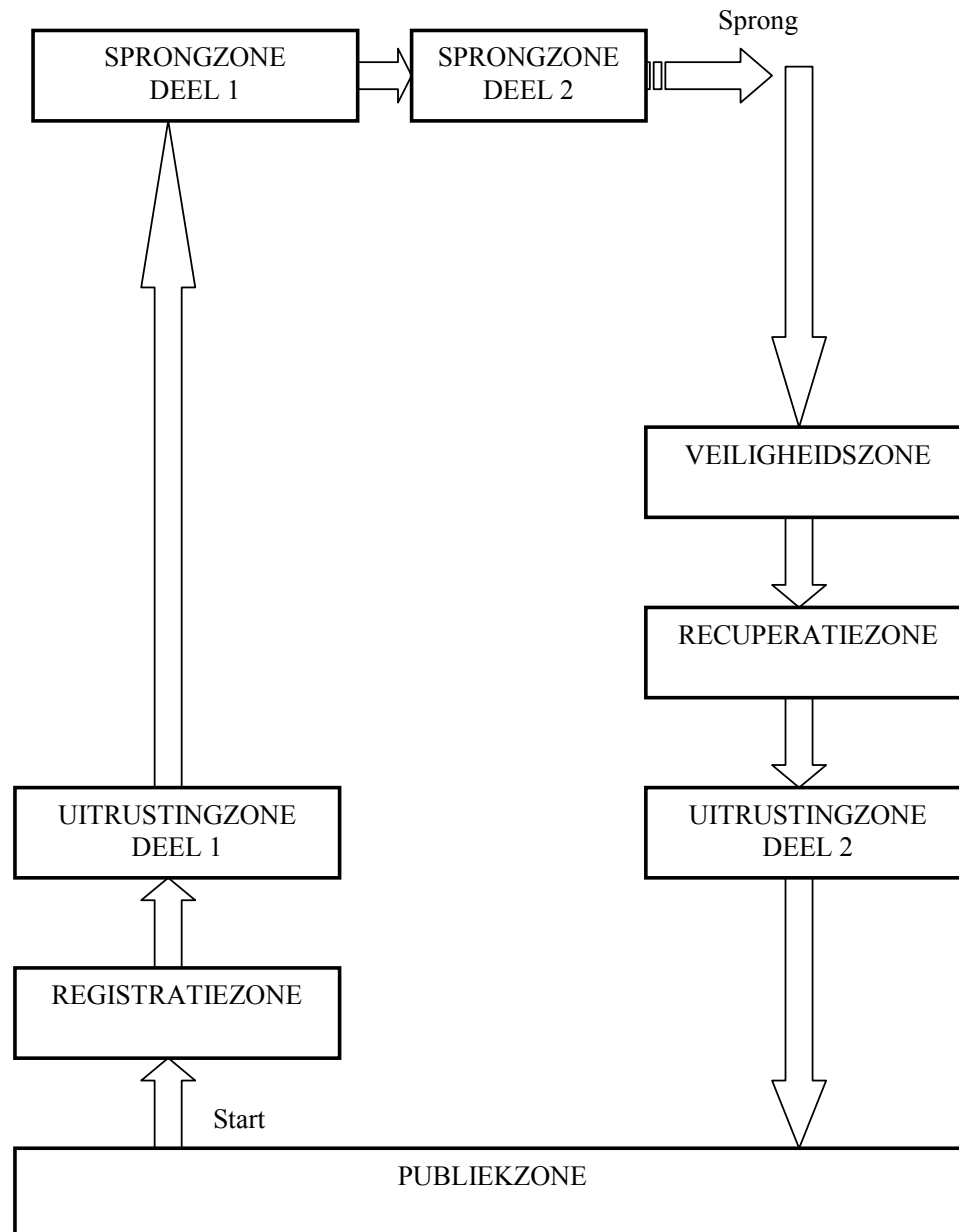 Sprong
SPRONGZONE
DEEL 1
SPRONGZONE
DEEL 2
VEILIGHEIDSZONE
RECUPERATIEZONE
UITRUSTINGZONE
DEEL 1
UITRUSTINGZONE
DEEL 2
REGISTRATIEZONE
Start
PUBLIEKZONE